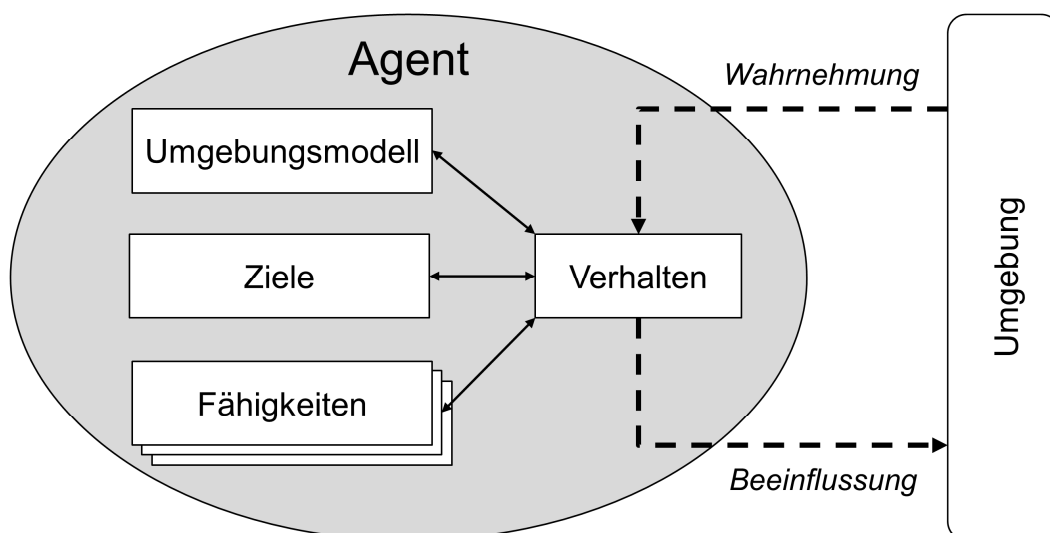 Agent
Wahrnehmung
Umgebungsmodell
Ziele
Verhalten
Umgebung
Fähigkeiten
Beeinflussung